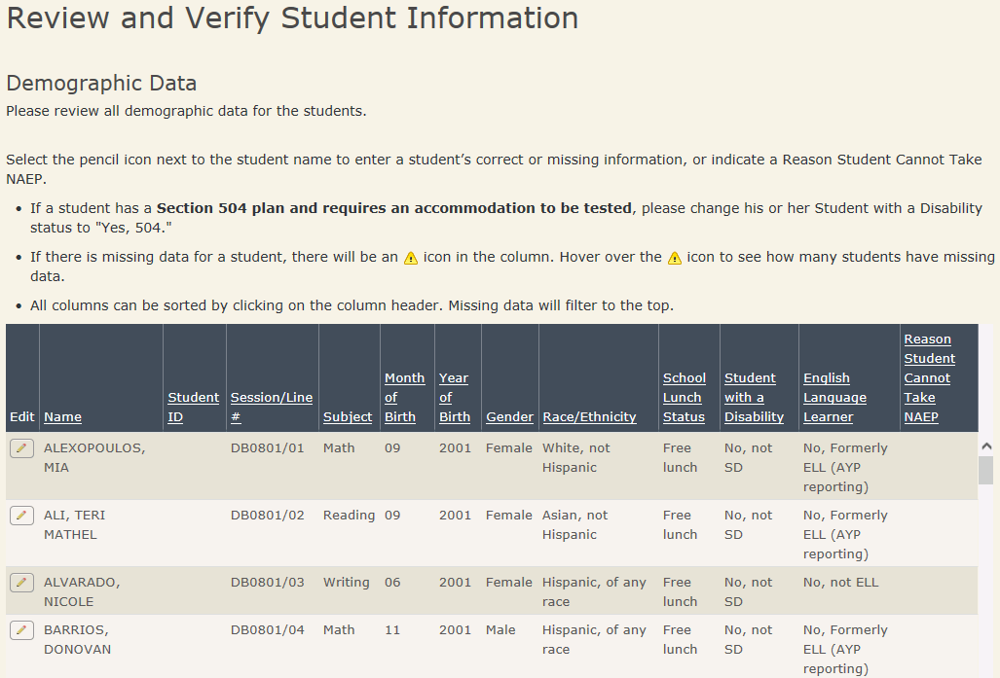 Review and Verify Student Information
Demographic Data
Please review all demographic data for the students.
Select the pencil icon next to the student name to enter a student’s correct or missing information, or indicate a Reason Student Cannot Take
NAEP.
• If a student has a Section 504 plan and requires an accommodation to be tested, please change his or her Student with a Disability
status to "Yes, 504."
• If there is missing data for a student, there will be an icon in the column. Hover over the icon to see how many students have missing
data.
• All columns can be sorted by clicking on the column header. Missing data will filter to the top.
Edit
Name
Student
ID
Session/Line
#
Subject
Month
of
Birth
Year
of
Birth
Gender
Race/Ethnicity
School
Lunch
Status
Student
with a
Disability
English
Language
Learner
Reason
Student
Cannot
Take
NAEP
ALEXOPOULOS, DB0801/01 Math 09 2001 Female White, not Free No, not No, Formerly
MIA Hispanic lunch SD ELL (AYP
reporting)
ALI, TERI DB0801/02 Reading 09 2001 Female Asian, not Free No, not No, Formerly
MATHEL Hispanic lunch SD ELL (AYP
reporting)
ALVARADO, DB0801/03 Writing 06 2001 Female Hispanic, of any Free No, not No, not ELL
NICOLE race lunch SD
BARRIOS, DB0801/04 Math 11 2001 Male Hispanic, of any Free No, not No, Formerly
DONOVAN race lunch SD ELL (AYP
reporting)